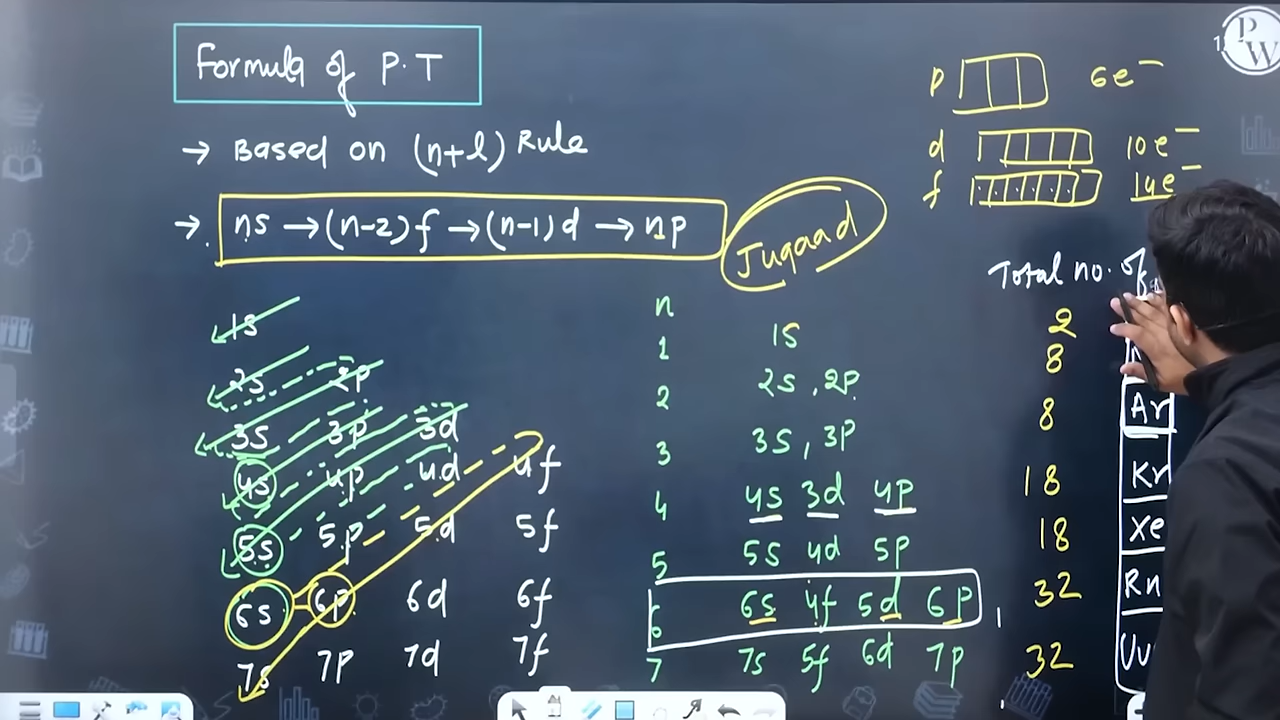 Formula of P.T
→ Based on (n+l) Rule
→ ns → (n-2) f → (n-1) d → np
Jugaad
1s
2s 2p
3s 3p 3d
4s 4p 4d 4f
5s 5p 5d 5f
6s 6p 6d 6f
7s 7p 7d 7f
n
1 1s
2 2s , 2p
3 3s , 3p
4 4s 3d 4p
5 5s 4d 5p
6 6s 4f 5d 6p
7 7s 5f 6d 7p
P 6e⁻
d 10e⁻
f 14e⁻
Total no. of
2
8
8 Ar
18 Kr
18 Xe
32 Rn
32
P
W